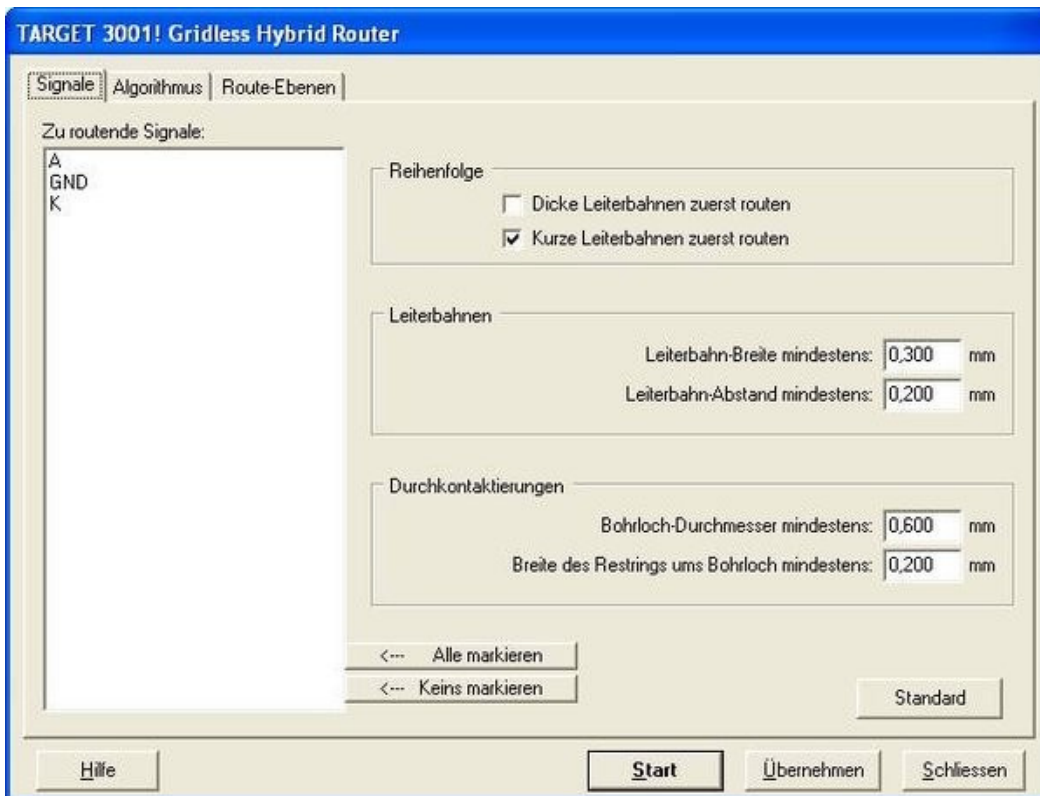 TARGET 3001! Gridless Hybrid Router
Signale Algorithmus Route-Ebenen
Zu routende Signale:
A
GND
K
Reihenfolge
Dicke Leiterbahnen zuerst routen
Kurze Leiterbahnen zuerst routen
Leiterbahnen
Leiterbahn-Breite mindestens: 0,300 mm
Leiterbahn-Abstand mindestens: 0,200 mm
Durchkontaktierungen
Bohrloch-Durchmesser mindestens: 0,600 mm
Breite des Restrings ums Bohrloch mindestens: 0,200 mm
<--- Alle markieren
<--- Keins markieren
Standard
Hilfe Start Übernehmen Schliessen